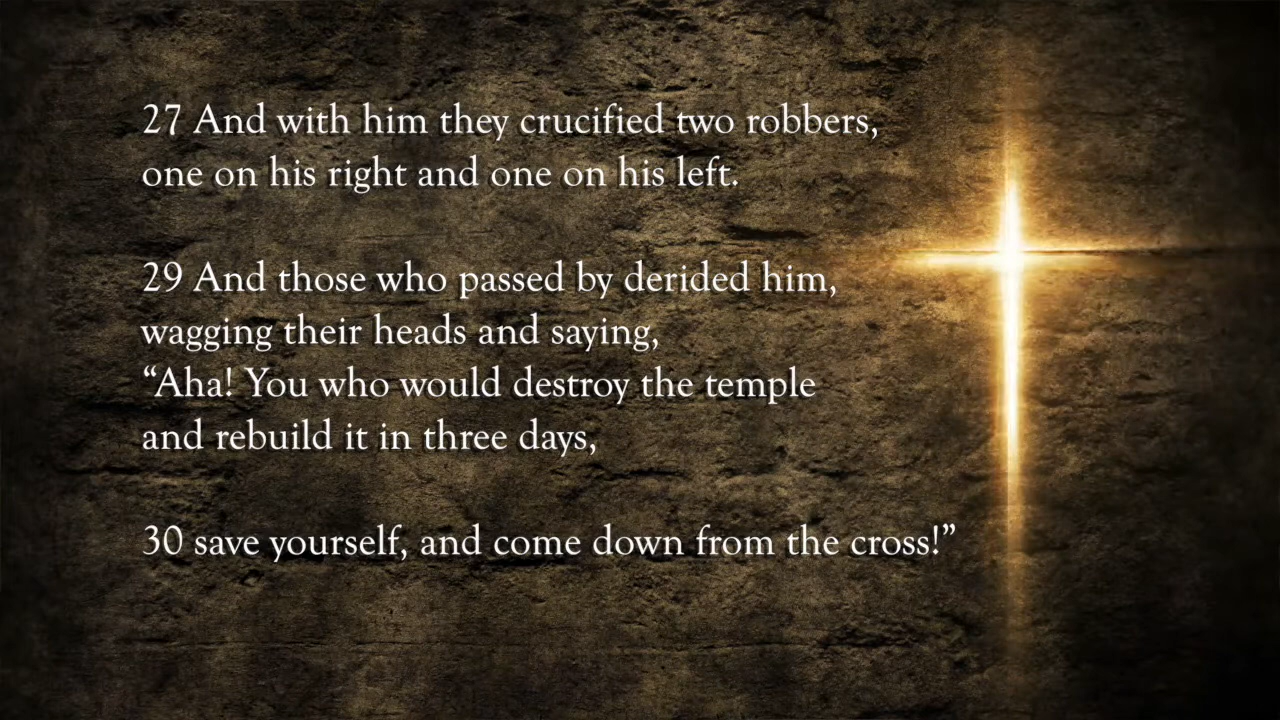 27 And with him they crucified two robbers,
one on his right and one on his left.
29 And those who passed by derided him,
wagging their heads and saying,
“Aha! You who would destroy the temple
and rebuild it in three days,
30 save yourself, and come down from the cross!”